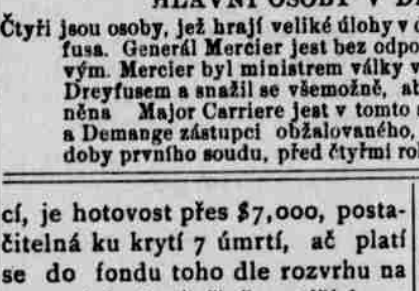 HLAVNÍ OSOBY V
Čtyři jsou osoby, jež hrají veliké úlohy v
fusa. Generál Mercier jest bez odpo
vým. Mercier byl ministrem války v
Dreyfusem a snažil se všemožně, ab
něna Major Carriere jest v tomto
a Demange zástupci obžalovaného,
doby prvního soudu, před čtyřmi ro
cí, je hotovost přes $7,000, posta-
čitelná ku krytí 7 úmrtí, ač platí
se do fondu toho dle rozvrhu na